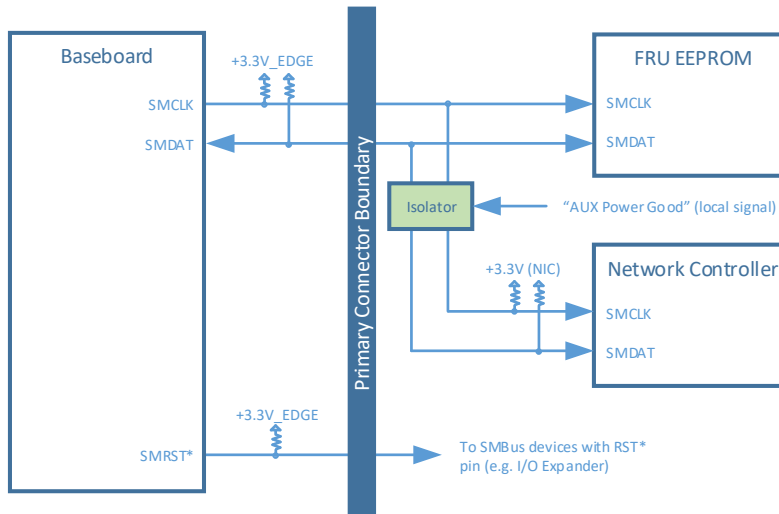 Baseboard
+3.3V_EDGE
SMCLK
SMDAT
SMRST*
+3.3V_EDGE
Primary Connector Boundary
FRU EEPROM
SMCLK
SMDAT
Isolator
“AUX Power Good” (local signal)
+3.3V (NIC)
Network Controller
SMCLK
SMDAT
To SMBus devices with RST*
pin (e.g. I/O Expander)